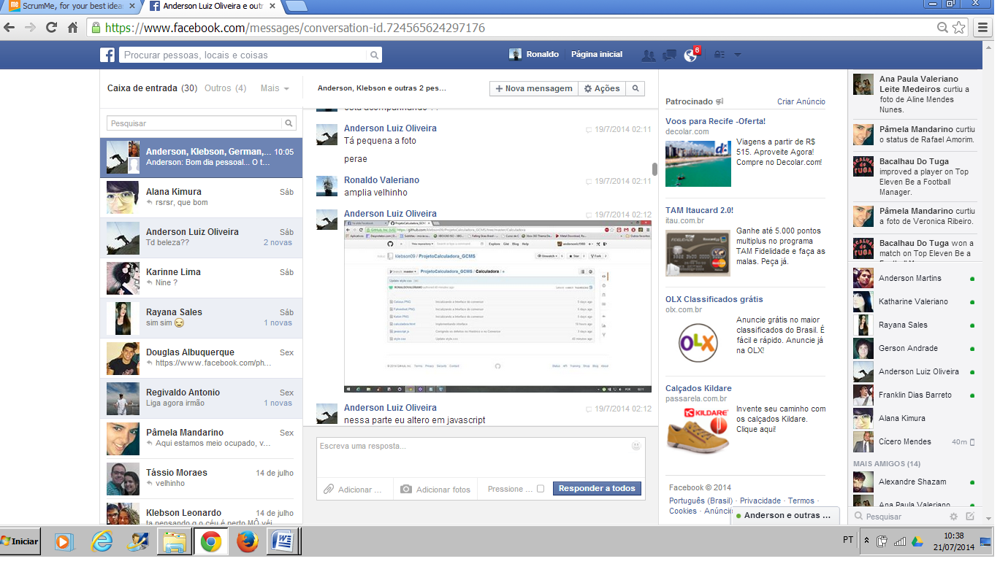 ScrumMe, for your best idea
Anderson Luiz Oliveira e outr
https://www.facebook.com/messages/conversation-id.724565624297176
Procurar pessoas, locais e coisas
Ronaldo
Página inicial
6
Caixa de entrada (30)
Outros (4)
Mais
Pesquisar
Anderson, Klebson, German,... 10:05
Anderson: Bom dia pessoal... O t...
Alana Kimura Sáb
rsrsr, que bom
Anderson Luiz Oliveira Sáb
Td beleza?? 2 novas
Karinne Lima Sáb
Nine ?
Rayana Sales Sáb
sim sim 1 novas
Douglas Albuquerque Sex
https://www.facebook.com/ph...
Regivaldo Antonio Sex
Liga agora irmão 1 novas
Pâmela Mandarino Sex
Aqui estamos meio ocupado, v...
Tássio Moraes 14 de julho
velhinho
Klebson Leonardo 14 de julho
ta pensando q o céu é perto MÔ véi
Anderson, Klebson e outras 2 pes...
+ Nova mensagem
Ações
Anderson Luiz Oliveira 19/7/2014 02:11
Tá pequena a foto
perae
Ronaldo Valeriano 19/7/2014 02:11
amplia velhinho
Anderson Luiz Oliveira 19/7/2014 02:12
klebson09 / ProjetoCalculadora_GCMS
ProjetoCalculadora_GCMS / Calculadora / +
Update style.css
Celsius.PNG
Fahrenheit.PNG
Kelvin.PNG
calculadora.html
javascript.js
style.css
Anderson Luiz Oliveira 19/7/2014 02:12
nessa parte eu altero em javascript
Escreva uma resposta...
Adicionar ...
Adicionar fotos
Pressione ...
Responder a todos
Patrocinado
Criar Anúncio
Voos para Recife -Oferta!
decolar.com
Viagens a partir de R$
515. Aproveite Agora!
Compre no Decolar.com!
TAM Itaucard 2.0!
itau.com.br
Ganhe até 5.000 pontos
multiplus no programa
TAM Fidelidade e faça as
malas. Peça já.
OLX Classificados grátis
olx.com.br
OLX
Anuncie grátis no maior
classificados do Brasil. É
fácil e rápido. Anuncie já
na OLX!
Calçados Kildare
passarela.com.br
KILDARE
Invente seu caminho com
os calçados Kildare.
Clique aqui!
Facebook © 2014
Português (Brasil) · Privacidade · Termos ·
Cookies · Anúncio
Anderson e outras ...
Ana Paula Valeriano
Leite Medeiros curtiu a
foto de Aline Mendes
Nunes.
Pâmela Mandarino curtiu
o status de Rafael Amorim.
Bacalhau Do Tuga
improved a player on Top
Eleven Be a Football
Manager.
Pâmela Mandarino curtiu
a foto de Veronica Ribeiro.
Bacalhau Do Tuga won a
match on Top Eleven Be a
Anderson Martins
Katharine Valeriano
Rayana Sales
Gerson Andrade
Anderson Luiz Oliveira
Franklin Dias Barreto
Alana Kimura
Cícero Mendes 40m
MAIS AMIGOS (14)
Alexandre Shazam
Ana Paula Valeriano
Pesquisar
Iniciar
PT
10:38
21/07/2014